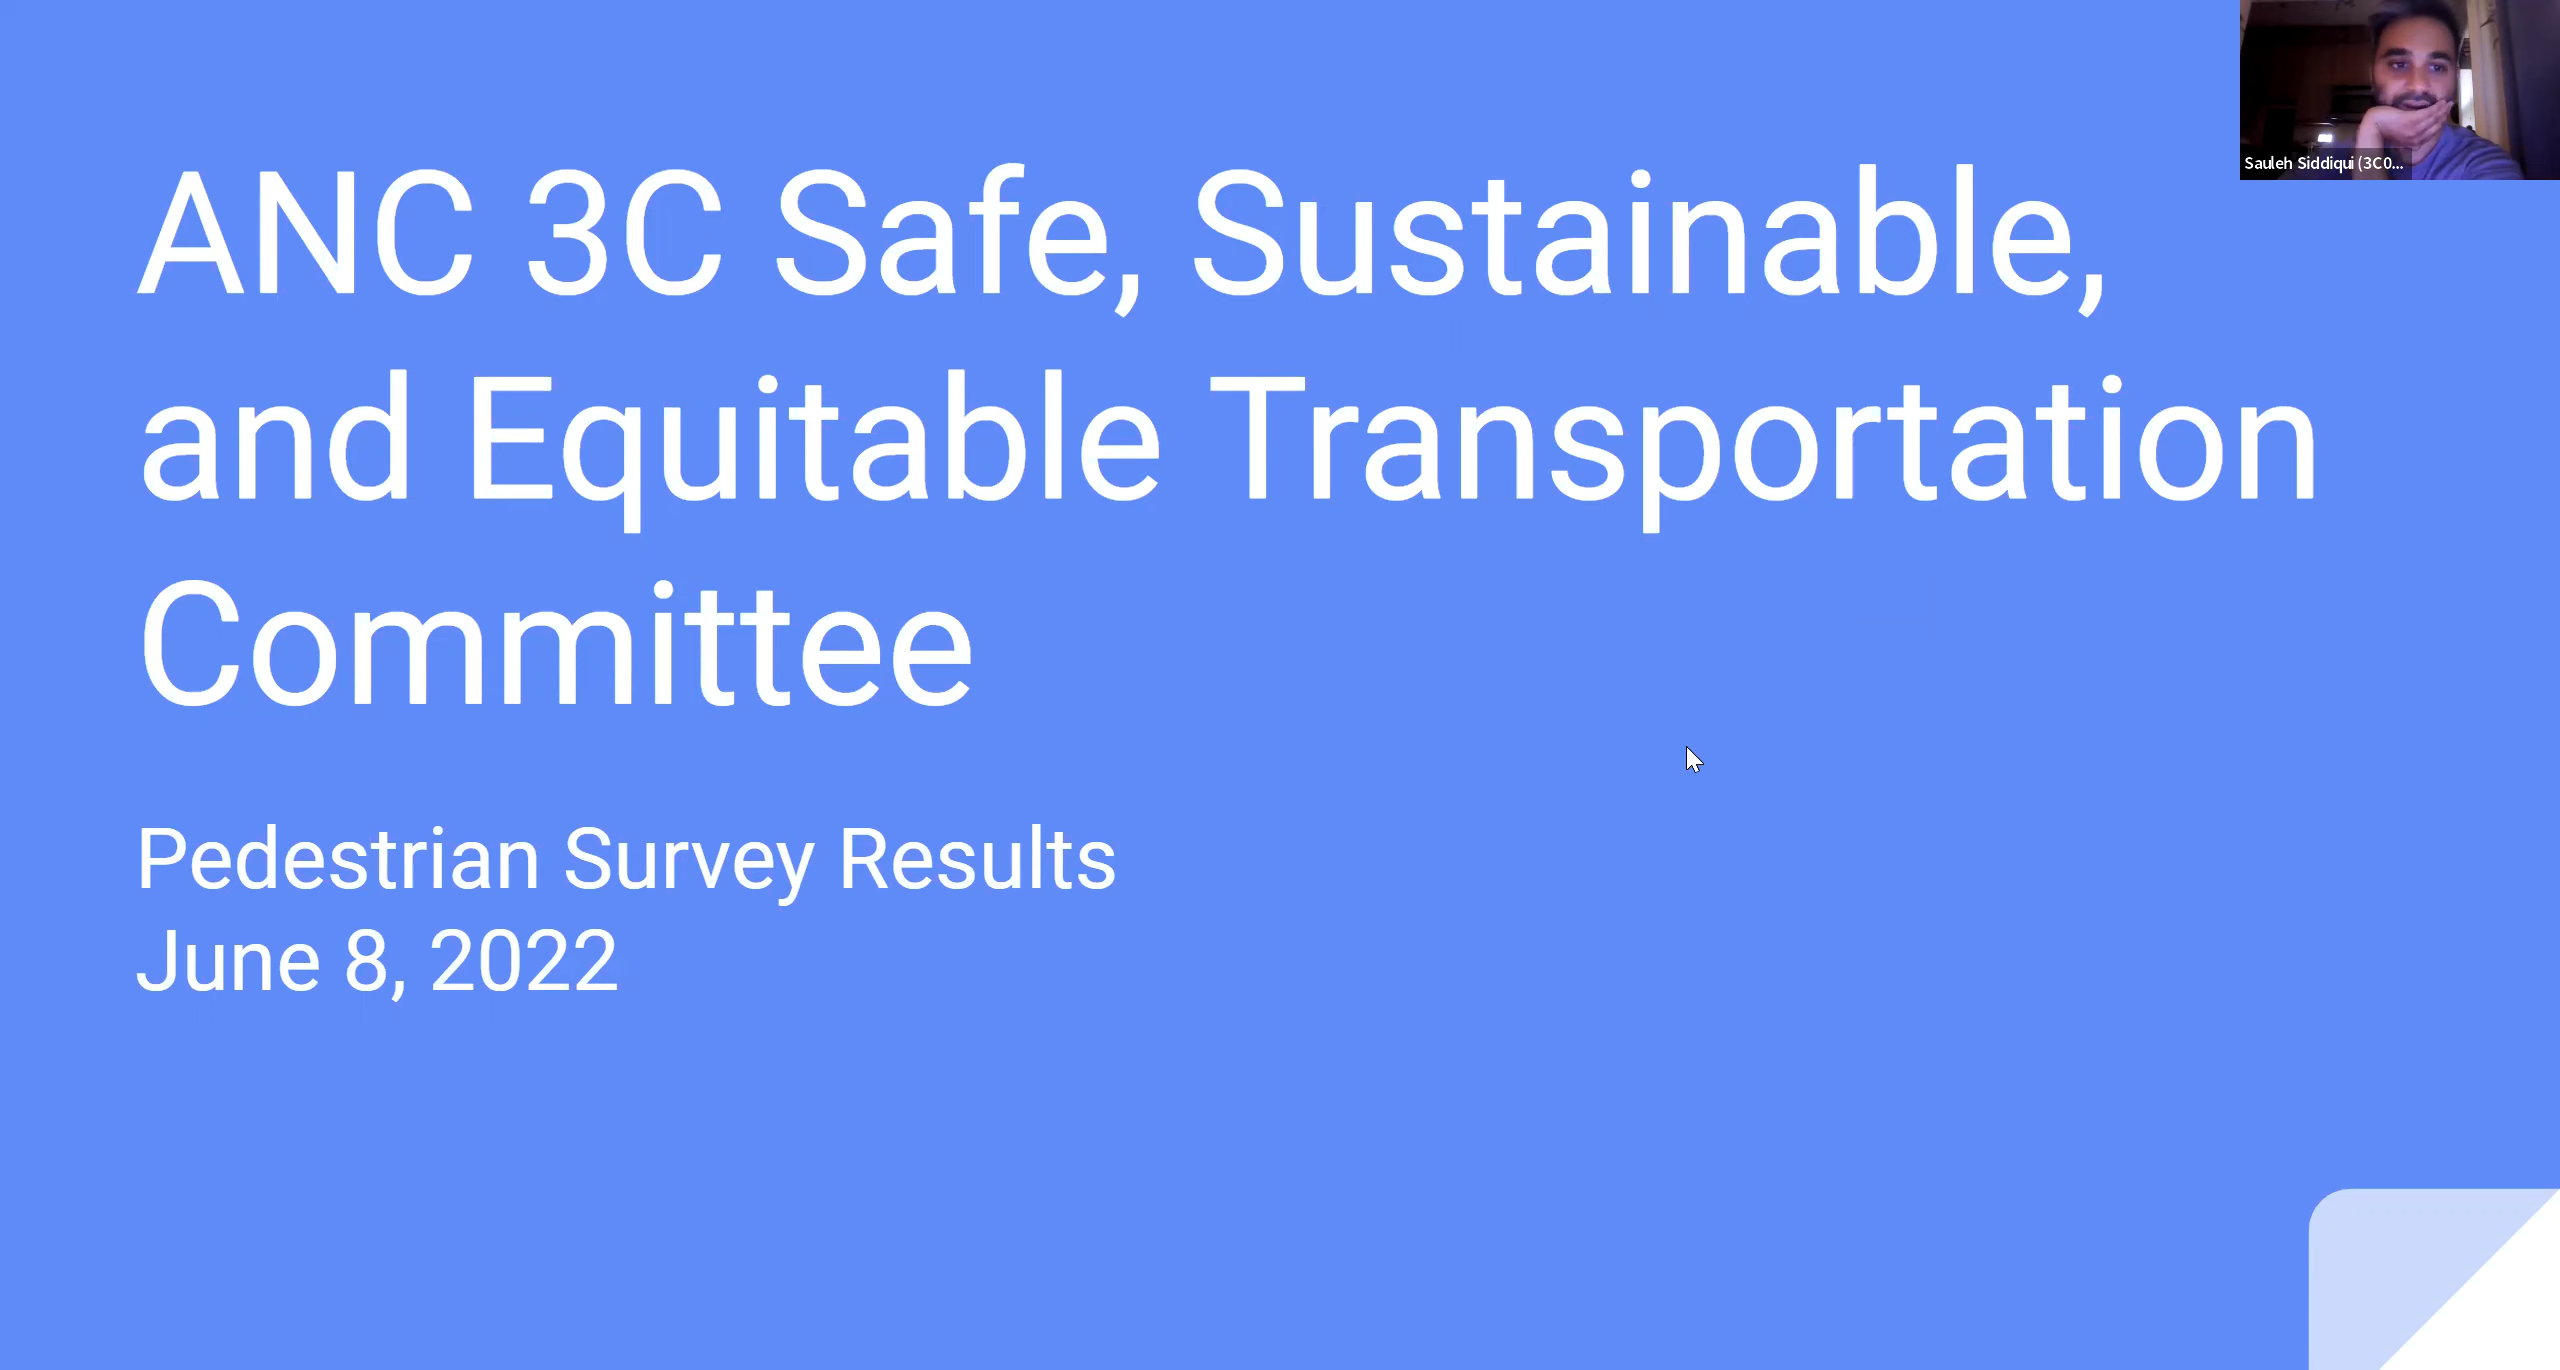 ANC 3C Safe, Sustainable,
and Equitable Transportation
Committee
Pedestrian Survey Results
June 8, 2022
Sauleh Siddiqui (3C0...